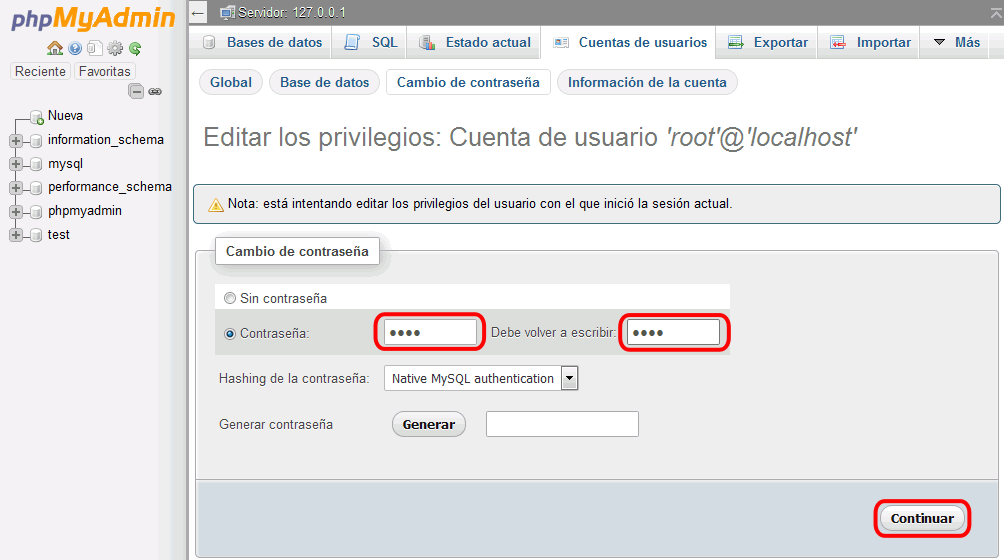 phpMyAdmin
Reciente Favoritas
Nueva
information_schema
mysql
performance_schema
phpmyadmin
test
Servidor: 127.0.0.1
Bases de datos SQL Estado actual Cuentas de usuarios Exportar Importar Más
Global Base de datos Cambio de contraseña Información de la cuenta
Editar los privilegios: Cuenta de usuario 'root'@'localhost'
Nota: está intentando editar los privilegios del usuario con el que inició la sesión actual.
Cambio de contraseña
Sin contraseña
Contraseña: •••• Debe volver a escribir: ••••
Hashing de la contraseña: Native MySQL authentication
Generar contraseña Generar
Continuar